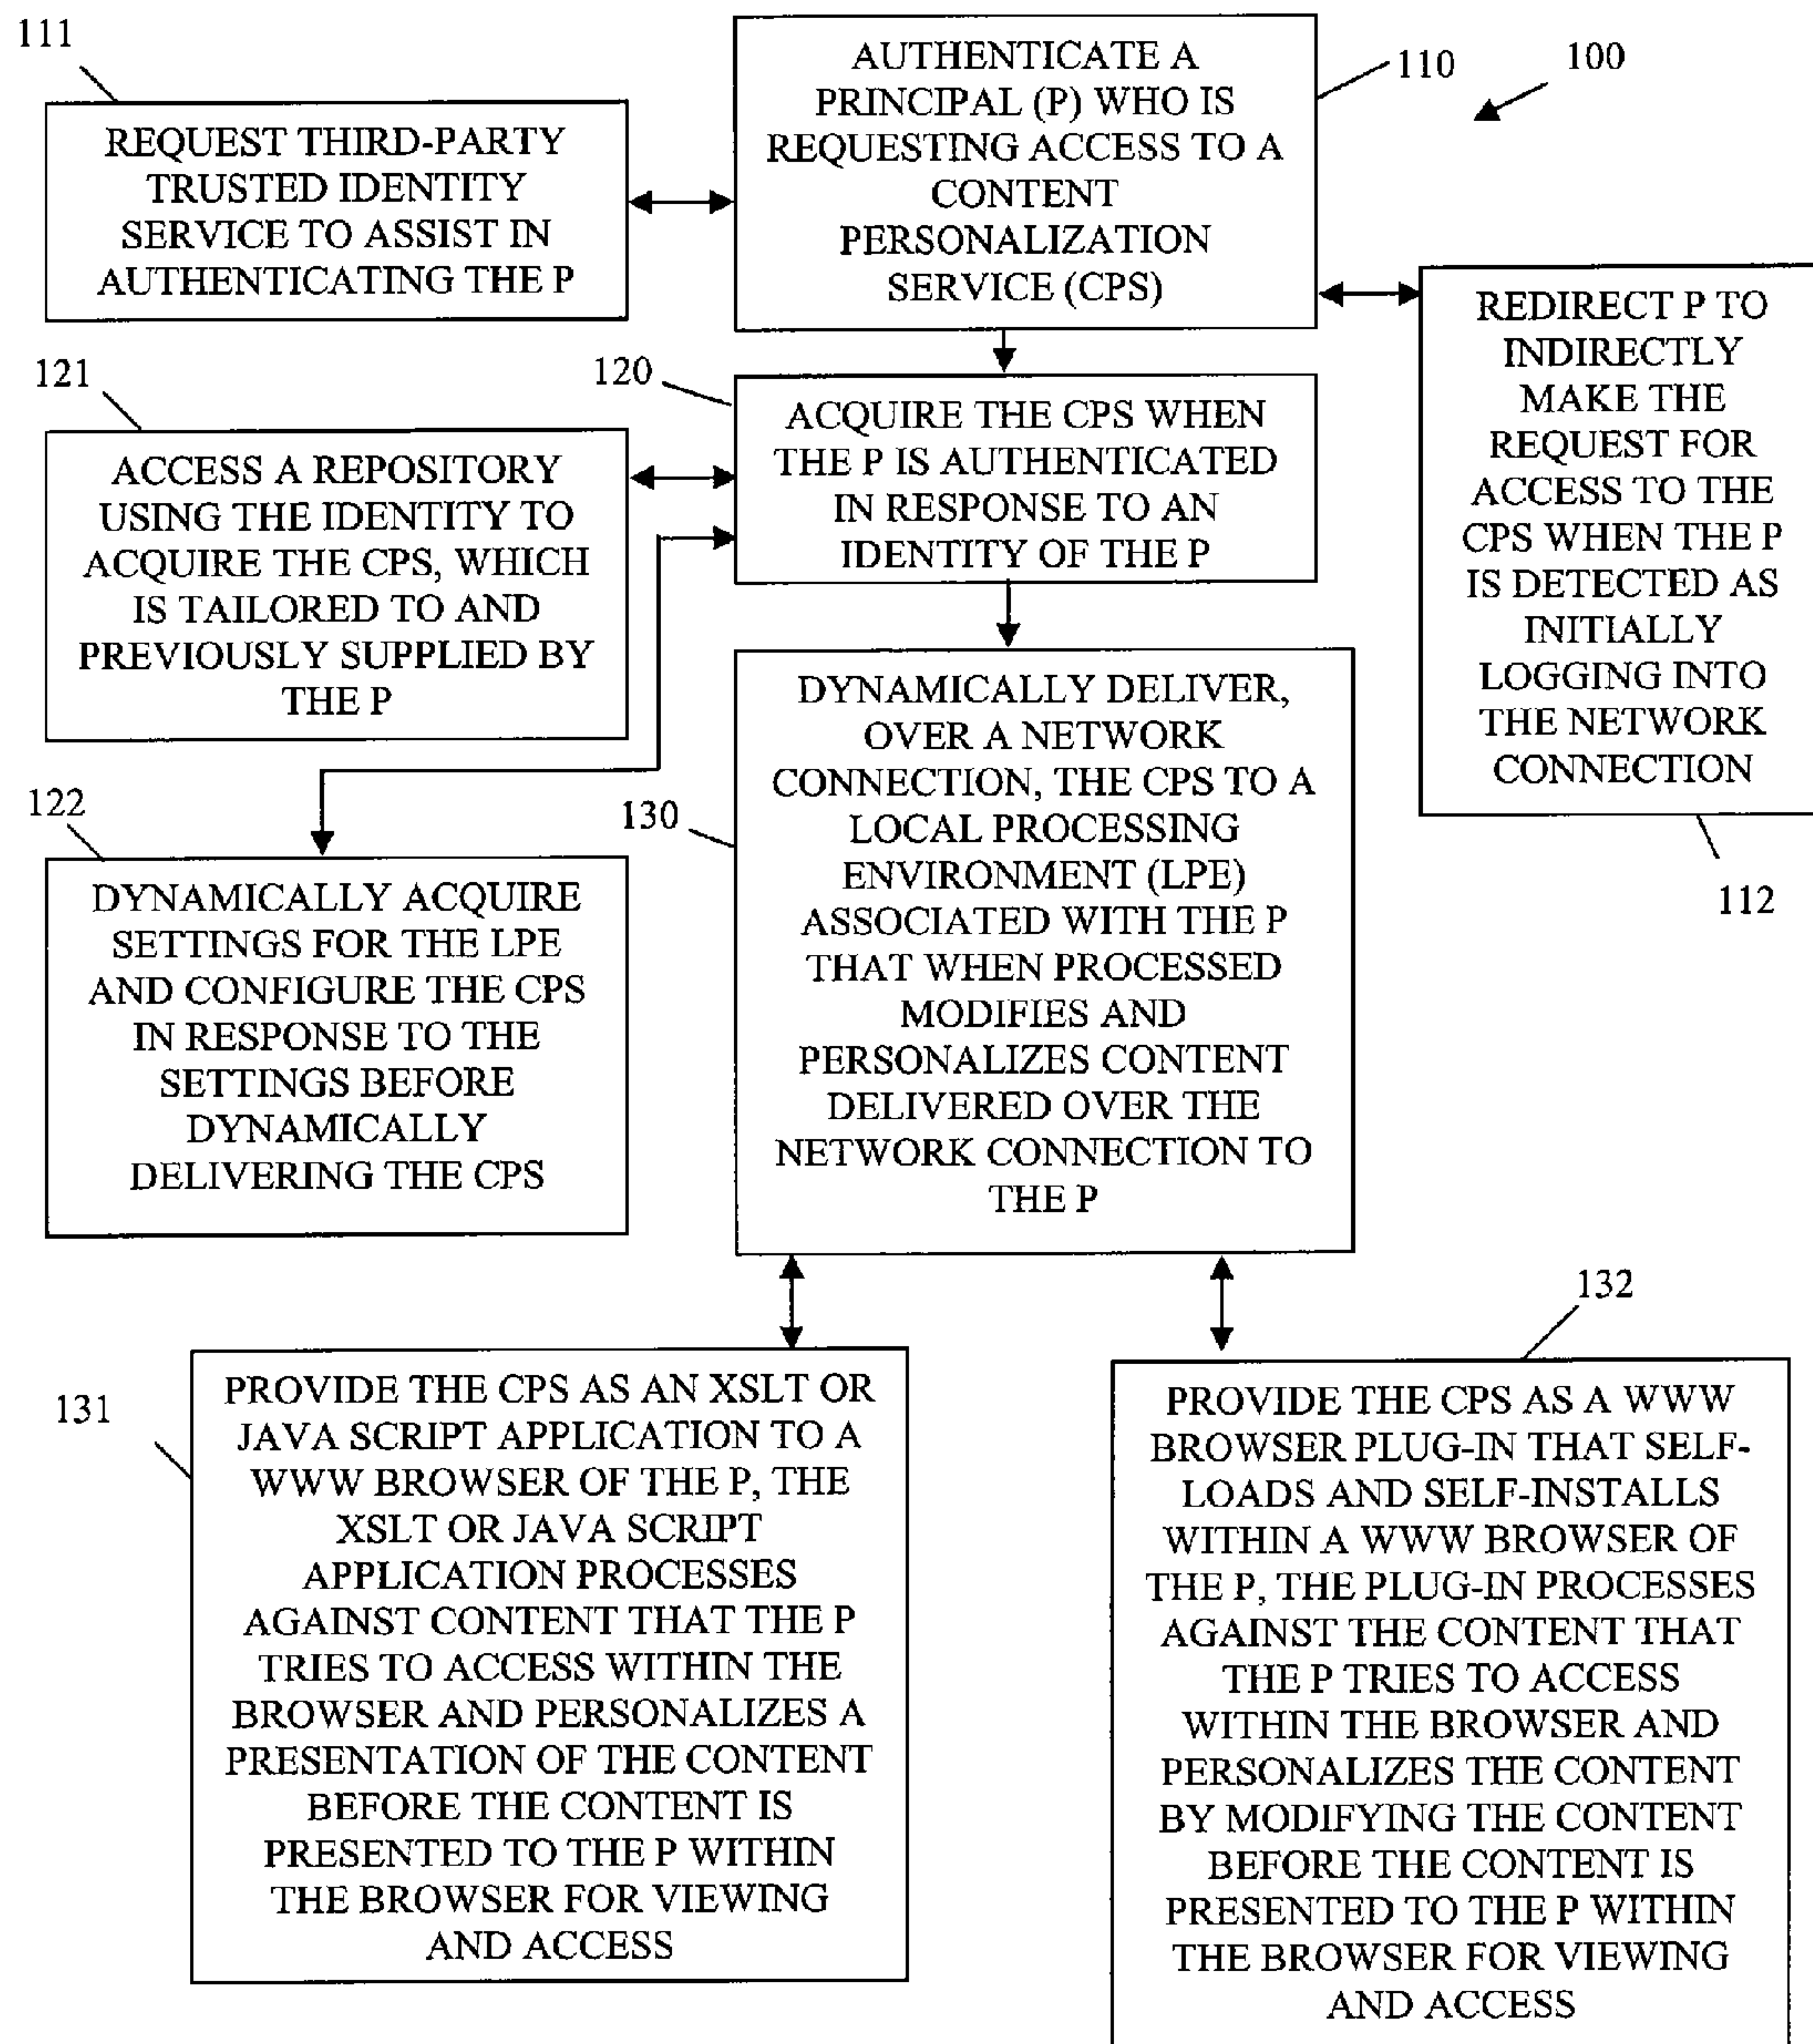 111
REQUEST THIRD-PARTY
TRUSTED IDENTITY
SERVICE TO ASSIST IN
AUTHENTICATING THE P
AUTHENTICATE A
PRINCIPAL (P) WHO IS
REQUESTING ACCESS TO A
CONTENT
PERSONALIZATION
SERVICE (CPS)
110
100
REDIRECT P TO
INDIRECTLY
MAKE THE
REQUEST FOR
ACCESS TO THE
CPS WHEN THE P
IS DETECTED AS
INITIALLY
LOGGING INTO
THE NETWORK
CONNECTION
112
121
ACCESS A REPOSITORY
USING THE IDENTITY TO
ACQUIRE THE CPS, WHICH
IS TAILORED TO AND
PREVIOUSLY SUPPLIED BY
THE P
120
ACQUIRE THE CPS WHEN
THE P IS AUTHENTICATED
IN RESPONSE TO AN
IDENTITY OF THE P
122
DYNAMICALLY ACQUIRE
SETTINGS FOR THE LPE
AND CONFIGURE THE CPS
IN RESPONSE TO THE
SETTINGS BEFORE
DYNAMICALLY
DELIVERING THE CPS
130
DYNAMICALLY DELIVER,
OVER A NETWORK
CONNECTION, THE CPS TO A
LOCAL PROCESSING
ENVIRONMENT (LPE)
ASSOCIATED WITH THE P
THAT WHEN PROCESSED
MODIFIES AND
PERSONALIZES CONTENT
DELIVERED OVER THE
NETWORK CONNECTION TO
THE P
131
PROVIDE THE CPS AS AN XSLT OR
JAVA SCRIPT APPLICATION TO A
WWW BROWSER OF THE P, THE
XSLT OR JAVA SCRIPT
APPLICATION PROCESSES
AGAINST CONTENT THAT THE P
TRIES TO ACCESS WITHIN THE
BROWSER AND PERSONALIZES A
PRESENTATION OF THE CONTENT
BEFORE THE CONTENT IS
PRESENTED TO THE P WITHIN
THE BROWSER FOR VIEWING
AND ACCESS
132
PROVIDE THE CPS AS A WWW
BROWSER PLUG-IN THAT SELF-
LOADS AND SELF-INSTALLS
WITHIN A WWW BROWSER OF
THE P, THE PLUG-IN PROCESSES
AGAINST THE CONTENT THAT
THE P TRIES TO ACCESS
WITHIN THE BROWSER AND
PERSONALIZES THE CONTENT
BY MODIFYING THE CONTENT
BEFORE THE CONTENT IS
PRESENTED TO THE P WITHIN
THE BROWSER FOR VIEWING
AND ACCESS